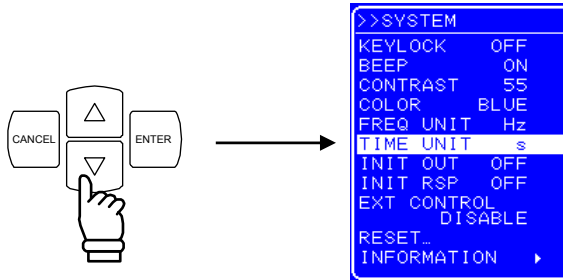 CANCEL
ENTER
>>SYSTEM
KEYLOCK OFF
BEEP ON
CONTRAST 55
COLOR BLUE
FREQ UNIT Hz
TIME UNIT s
INIT OUT OFF
INIT RSP OFF
EXT CONTROL
DISABLE
RESET…
INFORMATION